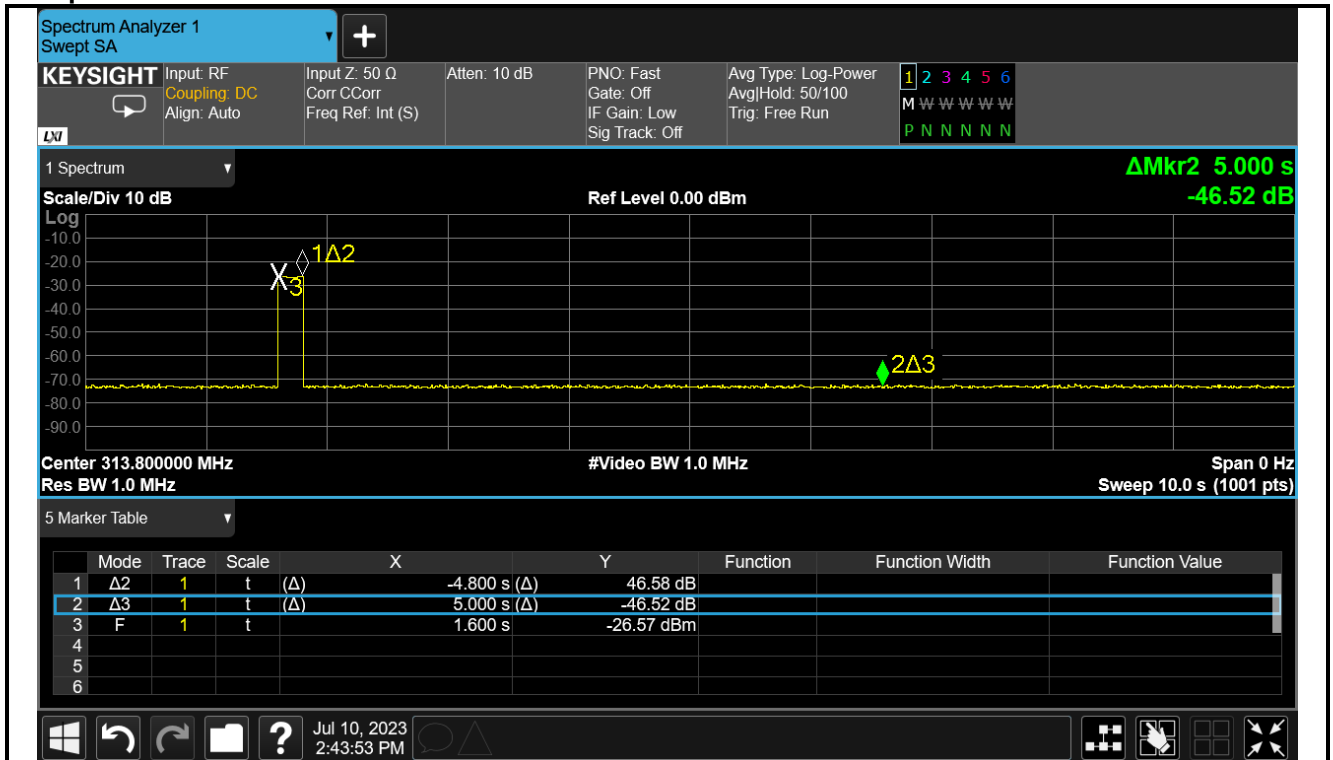 Spectrum Analyzer 1
Swept SA
KEYSIGHT
LXI
Input: RF
Coupling: DC
Align: Auto
Input Z: 50 Ω
Corr CCorr
Freq Ref: Int (S)
Atten: 10 dB
PNO: Fast
Gate: Off
IF Gain: Low
Sig Track: Off
Avg Type: Log-Power
Avg|Hold: 50/100
Trig: Free Run
1 2 3 4 5 6
M W W W W W
P N N N N N
1 Spectrum
ΔMkr2 5.000 s
Scale/Div 10 dB Ref Level 0.00 dBm -46.52 dB
Log
-10.0
-20.0
-30.0
-40.0
-50.0
-60.0
-70.0
-80.0
-90.0
1Δ2
X3
2Δ3
Center 313.800000 MHz #Video BW 1.0 MHz Span 0 Hz
Res BW 1.0 MHz Sweep 10.0 s (1001 pts)
5 Marker Table
Mode Trace Scale X Y Function Function Width Function Value
1 Δ2 1 t (Δ) -4.800 s (Δ) 46.58 dB
2 Δ3 1 t (Δ) 5.000 s (Δ) -46.52 dB
3 F 1 t 1.600 s -26.57 dBm
4
5
6
?
Jul 10, 2023
2:43:53 PM